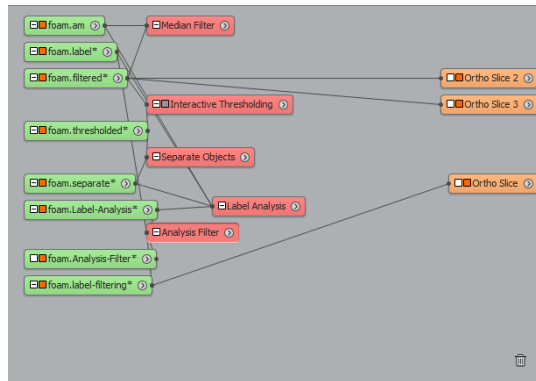 foam.am
Median Filter
foam.label*
foam.filtered*
Ortho Slice 2
Ortho Slice 3
Interactive Thresholding
foam.thresholded*
Separate Objects
foam.separate*
Ortho Slice
foam.Label-Analysis*
Label Analysis
Analysis Filter
foam.Analysis-Filter*
foam.label-filtering*